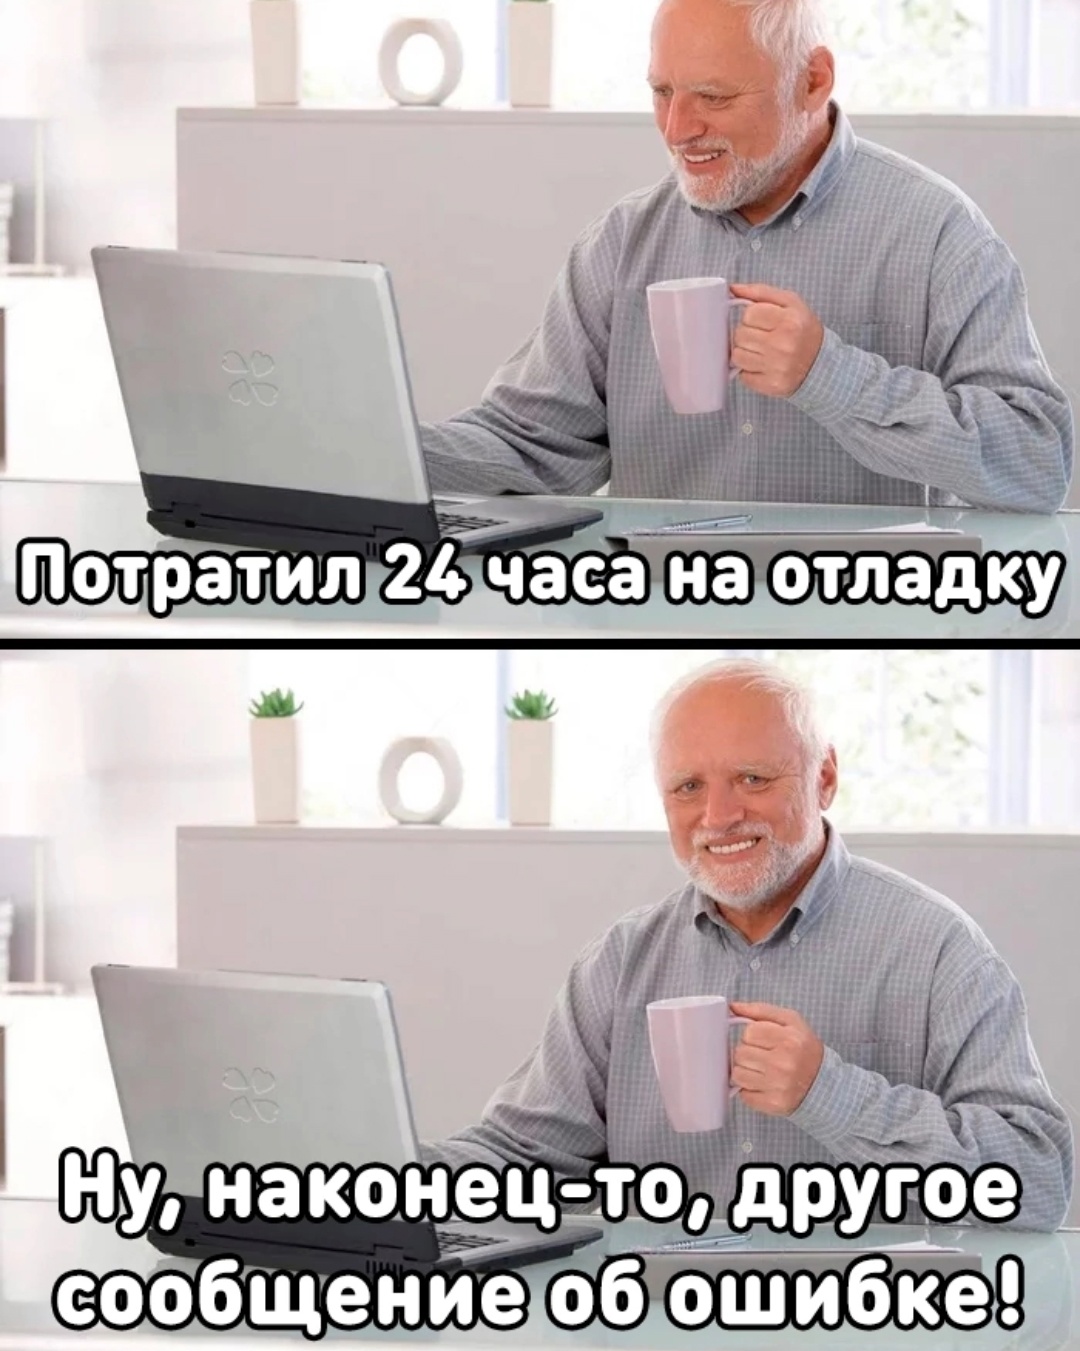 Потратил 24 часа на отладку
Ну, наконец-то, другое
сообщение об ошибке!